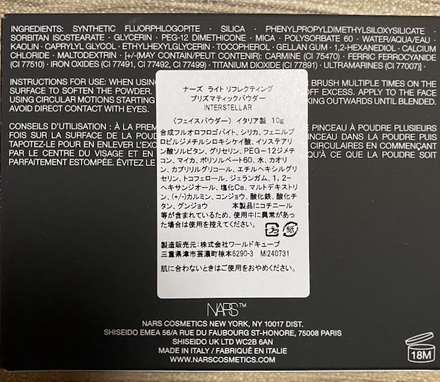 INGREDIENTS: SYNTHETIC FLUORPHLOGOPITE • SILICA • PHENYLPROPYLDIMETHYLSILOXYSILICATE •
SORBITAN ISOSTEARATE • GLYCERIN • PEG-12 DIMETHICONE • MICA • POLYSORBATE 60 • WATER/AQUA/EAU •
KAOLIN • CAPRYLYL GLYCOL • ETHYLHEXYLGLYCERIN • TOCOPHEROL • GELLAN GUM • 1,2-HEXANEDIOL • CALCIUM
CHLORIDE • MALTODEXTRIN • [+/-(MAY CONTAIN/PEUT CONTENIR) CARMINE (CI 75470) • FERRIC FERROCYANIDE
(CI 77510) • IRON OXIDES (CI 77491, CI 77492, CI 77499) • TITANIUM DIOXIDE (CI 77891) • ULTRAMARINES (CI 77007)]
INSTRUCTIONS FOR USE: WHEN USING BRUSH MULTIPLE TIMES ON THE
SURFACE TO SOFTEN THE POWDER. OFF EXCESS. APPLY TO THE FACE
USING CIRCULAR MOTIONS STARTING OUTWARDS UNTIL BLENDED.
AVOID DIRECT CONTACT WITH EYES.
CONSEILS D'UTILISATION : À LA PREMIÈRE À POUDRE À PLUSIEURS
FOIS SUR LA SURFACE DE LA POUDRE
TAPOTEZ-LE POUR EN ENLEVER L'EXCÉDENT CIRCULAIRES EN COMMENÇANT
PAR LE CENTRE DU VISAGE ET EN QU'À CE QUE LA POUDRE SOIT
ナーズ ライトリフレクティング
プリズマティックパウダー
INTERSTELLAR
(フェイスパウダー) イタリア製 10g
合成フルオロフロゴパイト、シリカ、フェニルプ
ロピルジメチルシロキシケイ酸、イソステアリ
ン酸ソルビタン、グリセリン、PEG-12ジメチ
コン、マイカ、ポリソルベート60、水、カオリ
ン、カプリリルグリコール、エチルヘキシルグリセ
リン、トコフェロール、ジェランガム、1,2-
ヘキサンジオール、塩化Ca、マルトデキストリ
ン、(+/-)カルミン、コンジョウ、酸化鉄、酸化チタ
ン、グンジョウ 本製品にコチニール
等が含まれているため、使用中に異常があっ
た場合は使用を控えてください。
製造販売元:株式会社ワールドキューブ
三重県津市芸濃町椋本6290-3 MI240731
肌に合わないときはご使用をおやめください。
NARS
NARS COSMETICS NEW YORK, NY 10017 DIST.
SHISEIDO EMEA 56/A RUE DU FAUBOURG ST-HONORE, 75008 PARIS
SHISEIDO UK LTD WC2B 6AN
MADE IN ITALY / FABRIQUÉ EN ITALIE
WWW.NARSCOSMETICS.COM
18M